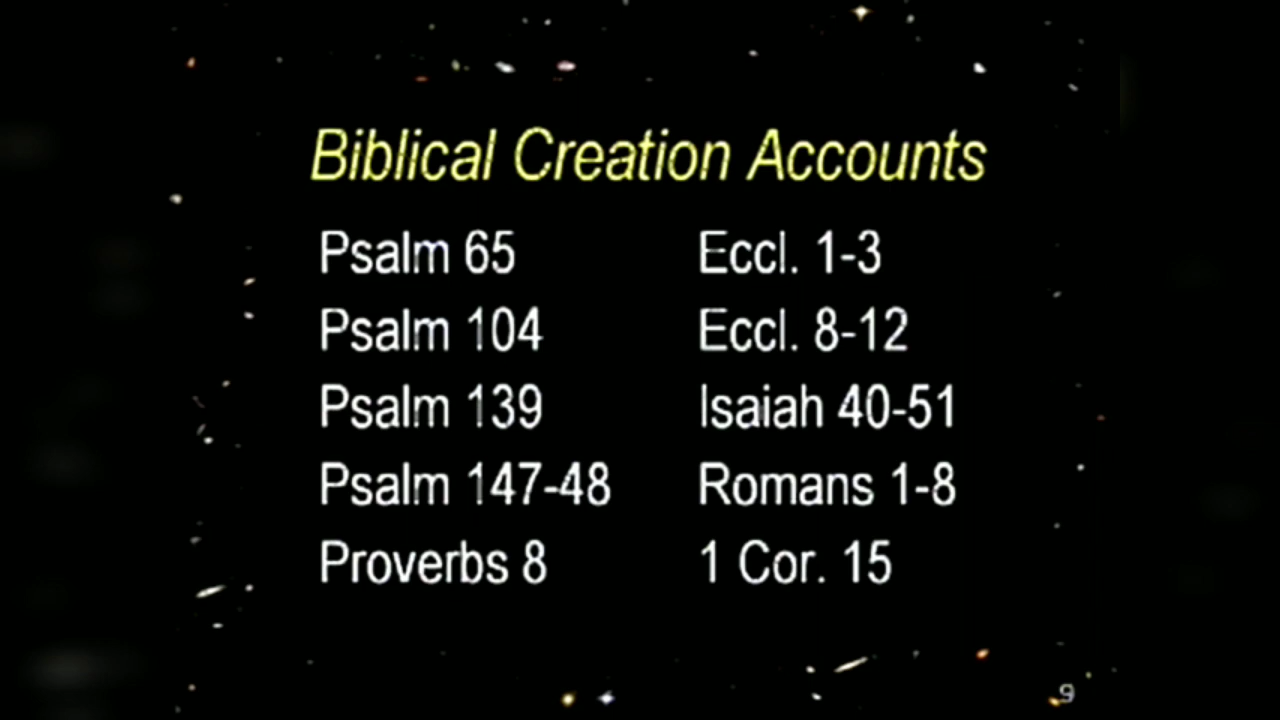 Biblical Creation Accounts
Psalm 65
Psalm 104
Psalm 139
Psalm 147-48
Proverbs 8
Eccl. 1-3
Eccl. 8-12
Isaiah 40-51
Romans 1-8
1 Cor. 15
9